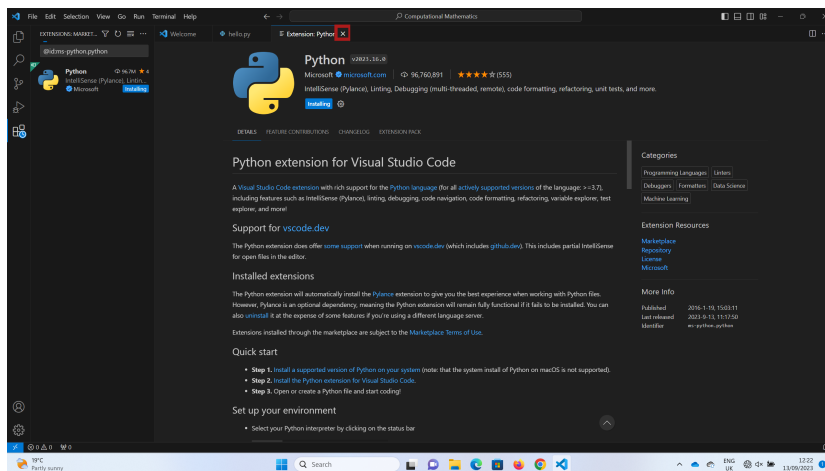 File Edit Selection View Go Run Terminal Help
Computational Mathematics
EXTENSIONS: MARKET...
Welcome
hello.py
Extension: Python
@id:ms-python.python
Python 96.7M ★ 4
IntelliSense (Pylance), Lintin...
Microsoft Installing
Python v2023.16.0
Microsoft microsoft.com 96,760,891 (555)
IntelliSense (Pylance), Linting, Debugging (multi-threaded, remote), code formatting, refactoring, unit tests, and more.
Installing
DETAILS FEATURE CONTRIBUTIONS CHANGELOG EXTENSION PACK
Python extension for Visual Studio Code
A Visual Studio Code extension with rich support for the Python language (for all actively supported versions of the language: >=3.7),
including features such as IntelliSense (Pylance), linting, debugging, code navigation, code formatting, refactoring, variable explorer, test
explorer, and more!
Support for vscode.dev
The Python extension does offer some support when running on vscode.dev (which includes github.dev). This includes partial IntelliSense
for open files in the editor.
Installed extensions
The Python extension will automatically install the Pylance extension to give you the best experience when working with Python files.
However, Pylance is an optional dependency, meaning the Python extension will remain fully functional if it fails to be installed. You can
also uninstall it at the expense of some features if you're using a different language server.
Extensions installed through the marketplace are subject to the Marketplace Terms of Use.
Quick start
• Step 1. Install a supported version of Python on your system (note: that the system install of Python on macOS is not supported).
• Step 2. Install the Python extension for Visual Studio Code.
• Step 3. Open or create a Python file and start coding!
Set up your environment
• Select your Python interpreter by clicking on the status bar
Categories
Programming Languages Linters
Debuggers Formatters Data Science
Machine Learning
Extension Resources
Marketplace
Repository
License
Microsoft
More Info
Published 2016-1-19, 15:03:11
Last released 2023-9-13, 11:17:50
Identifier ms-python.python
0 0 0
19°C
Partly sunny
Search
ENG
UK
12:22
13/09/2023